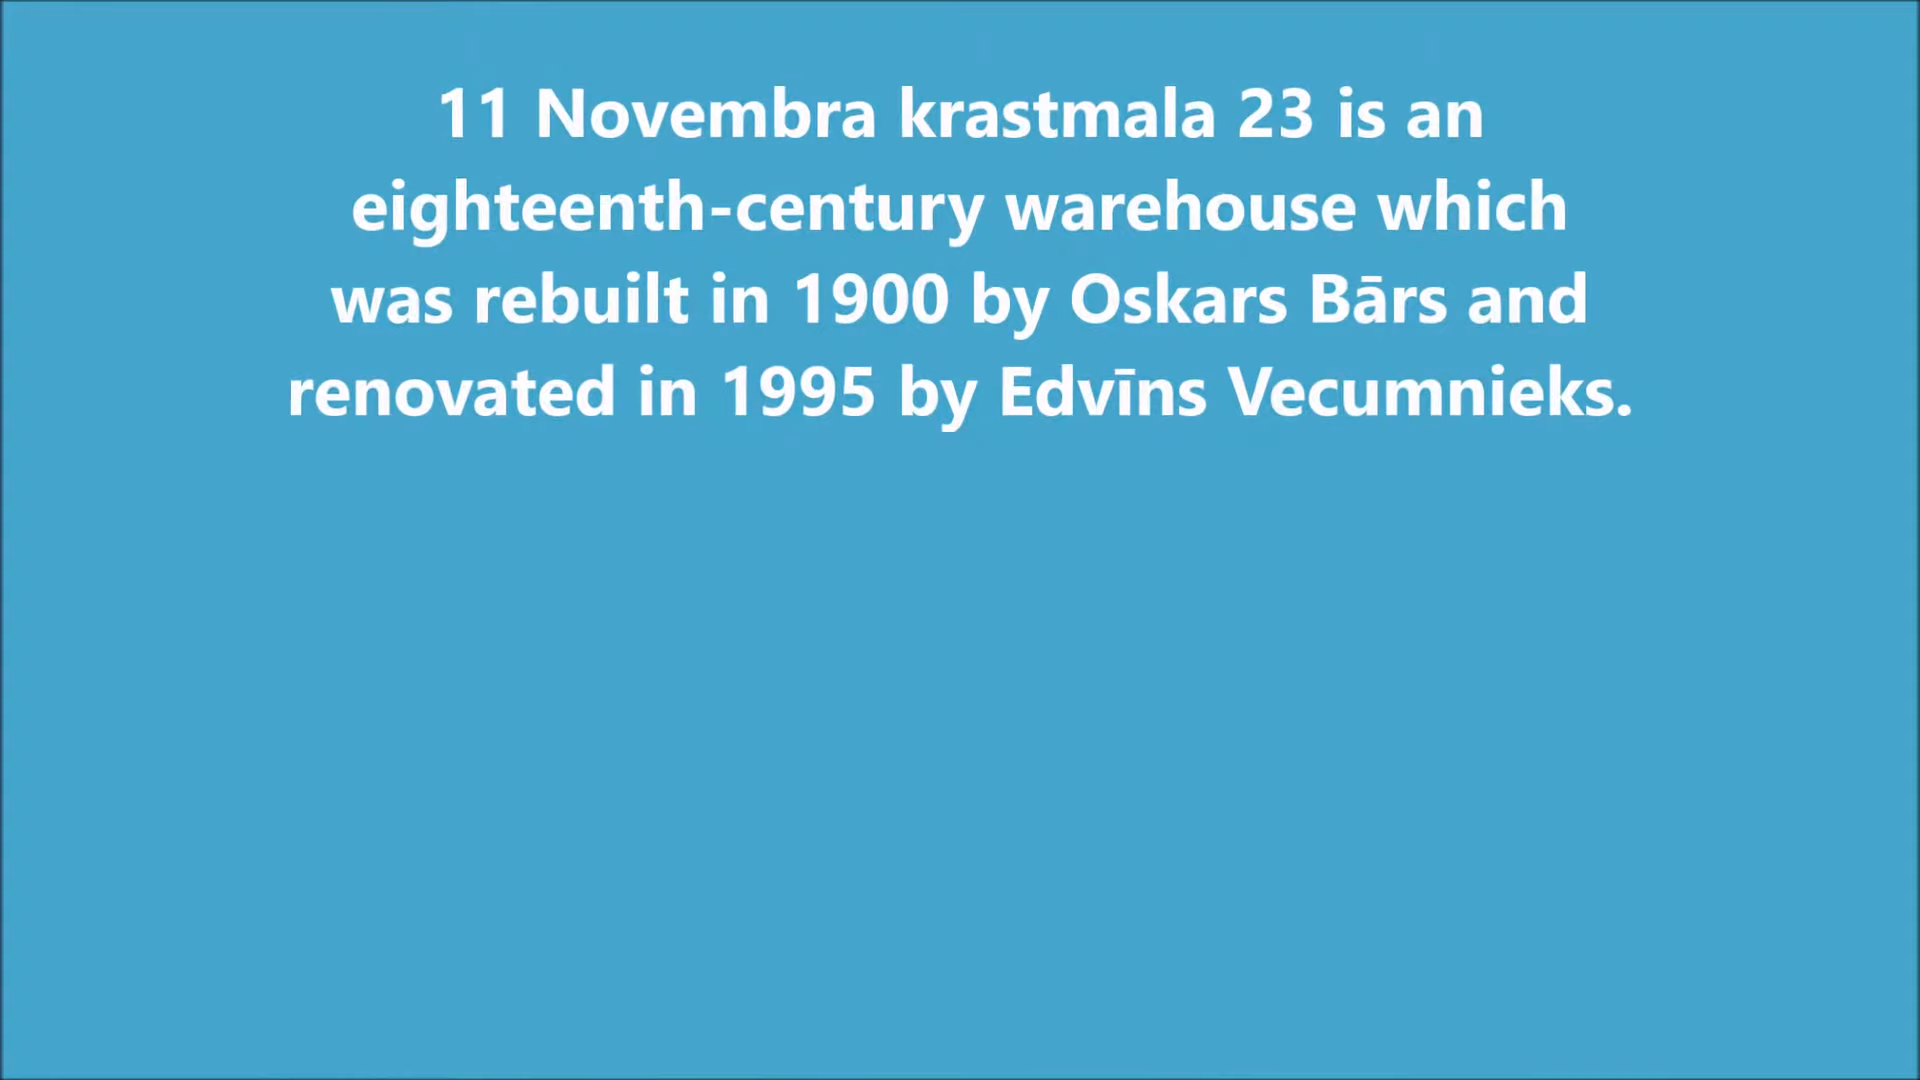 11 Novembra krastmala 23 is an
eighteenth-century warehouse which
was rebuilt in 1900 by Oskars Bārs and
renovated in 1995 by Edvīns Vecumnieks.